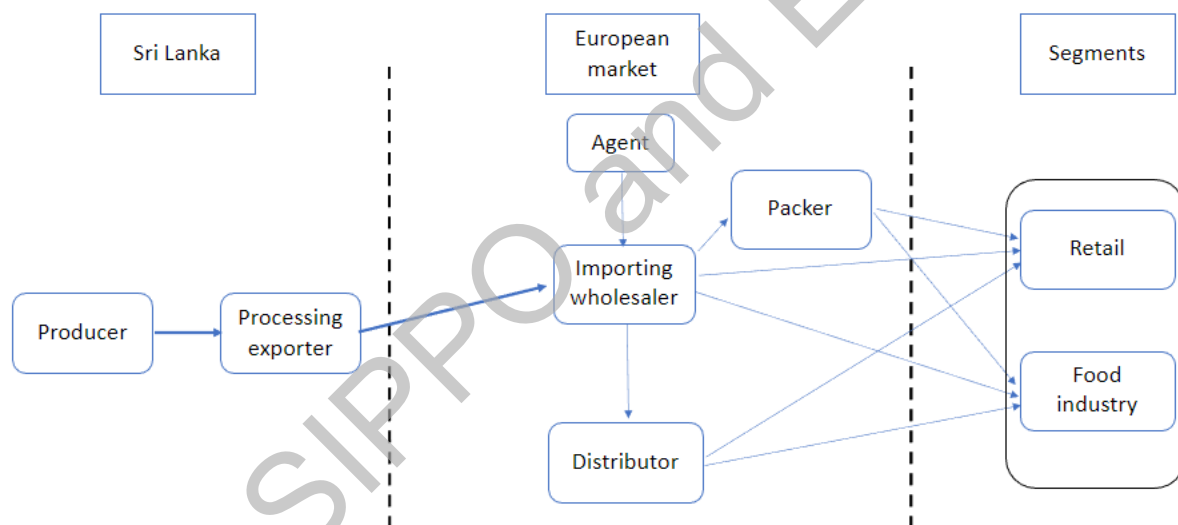 Sri Lanka
European
market
Segments
Agent
Packer
Importing
wholesaler
Retail
Producer
Processing
exporter
Food
industry
Distributor
SIPPO and E